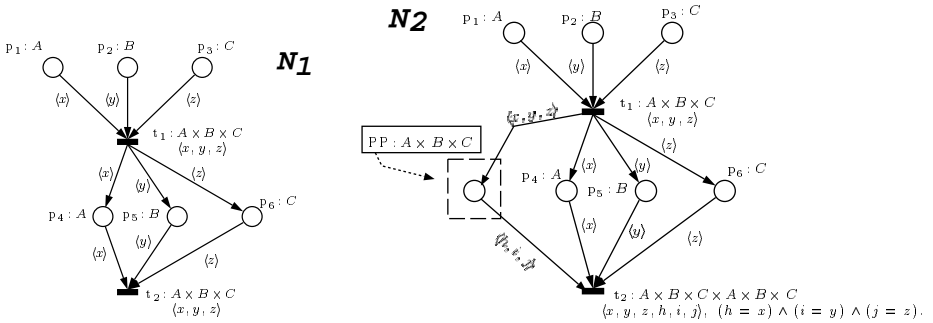 p₁ : A
p₂ : B
p₃ : C
N₁
⟨x⟩
⟨y⟩
⟨z⟩
t₁ : A × B × C
⟨x, y, z⟩
⟨x⟩
⟨y⟩
⟨z⟩
p₄ : A
p₅ : B
p₆ : C
⟨x⟩
⟨y⟩
⟨z⟩
t₂ : A × B × C
⟨x, y, z⟩
N₂
p₁ : A
p₂ : B
p₃ : C
⟨x⟩
⟨y⟩
⟨z⟩
⟨x, y, z⟩
t₁ : A × B × C
⟨x, y, z⟩
PP : A × B × C
⟨x⟩
⟨y⟩
⟨z⟩
p₄ : A
p₅ : B
p₆ : C
⟨x⟩
⟨y⟩
⟨z⟩
⟨h, i, j⟩
t₂ : A × B × C × A × B × C
⟨x, y, z, h, i, j⟩, (h = x) ∧ (i = y) ∧ (j = z).